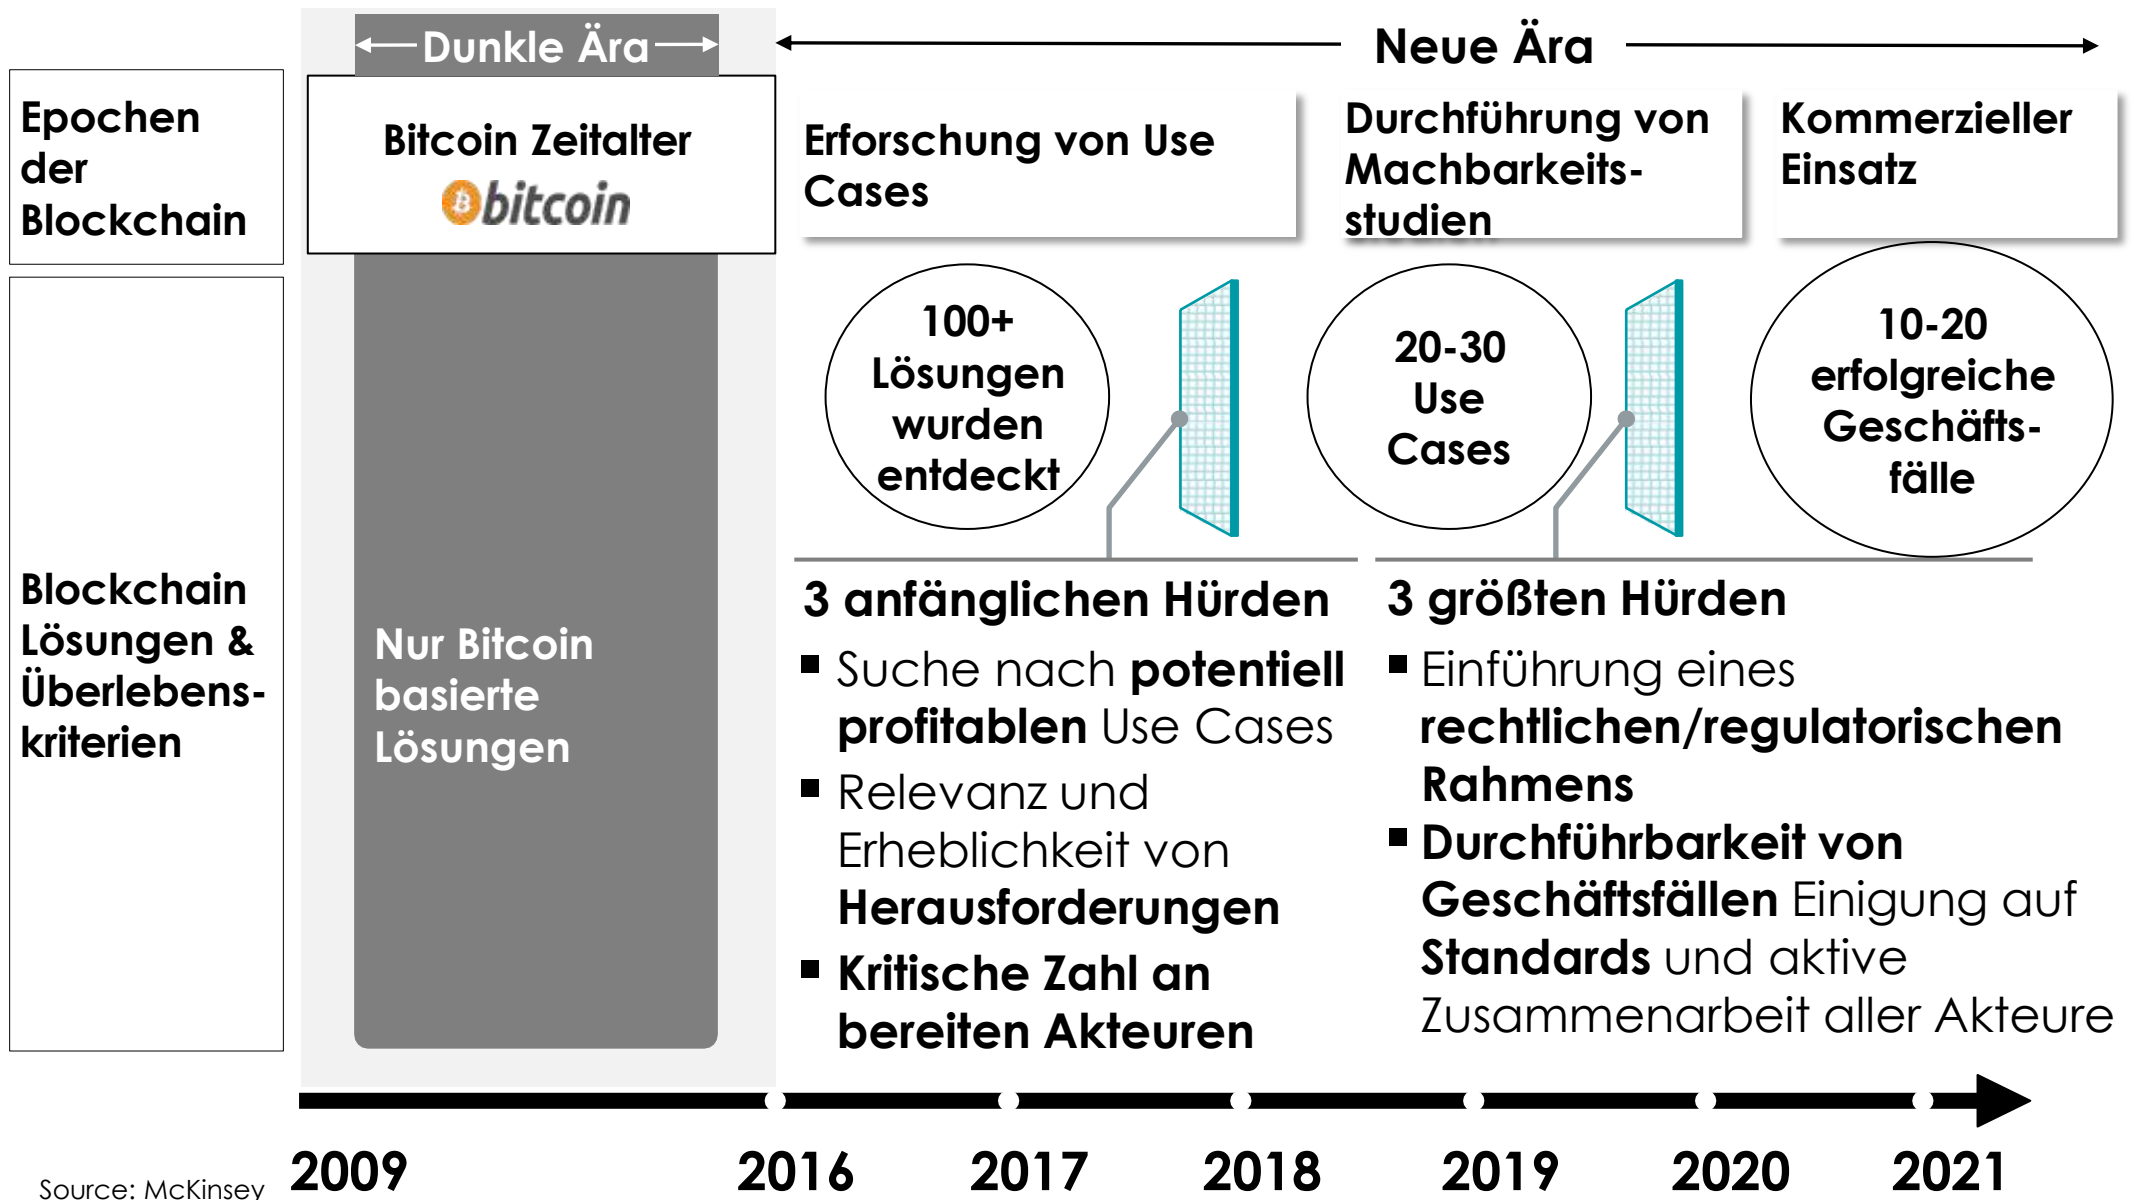 Dunkle Ära
Neue Ära
Epochen
der
Blockchain
Bitcoin Zeitalter
bitcoin
Erforschung von Use
Cases
Durchführung von
Machbarkeits-
studien
Kommerzieller
Einsatz
Blockchain
Lösungen &
Überlebens-
kriterien
Nur Bitcoin
basierte
Lösungen
100+
Lösungen
wurden
entdeckt
20-30
Use
Cases
10-20
erfolgreiche
Geschäfts-
fälle
3 anfänglichen Hürden
▪ Suche nach potentiell
profitablen Use Cases
▪ Relevanz und
Erheblichkeit von
Herausforderungen
▪ Kritische Zahl an
bereiten Akteuren
3 größten Hürden
▪ Einführung eines
rechtlichen/regulatorischen
Rahmens
▪ Durchführbarkeit von
Geschäftsfällen Einigung auf
Standards und aktive
Zusammenarbeit aller Akteure
2009
2016
2017
2018
2019
2020
2021
Source: McKinsey